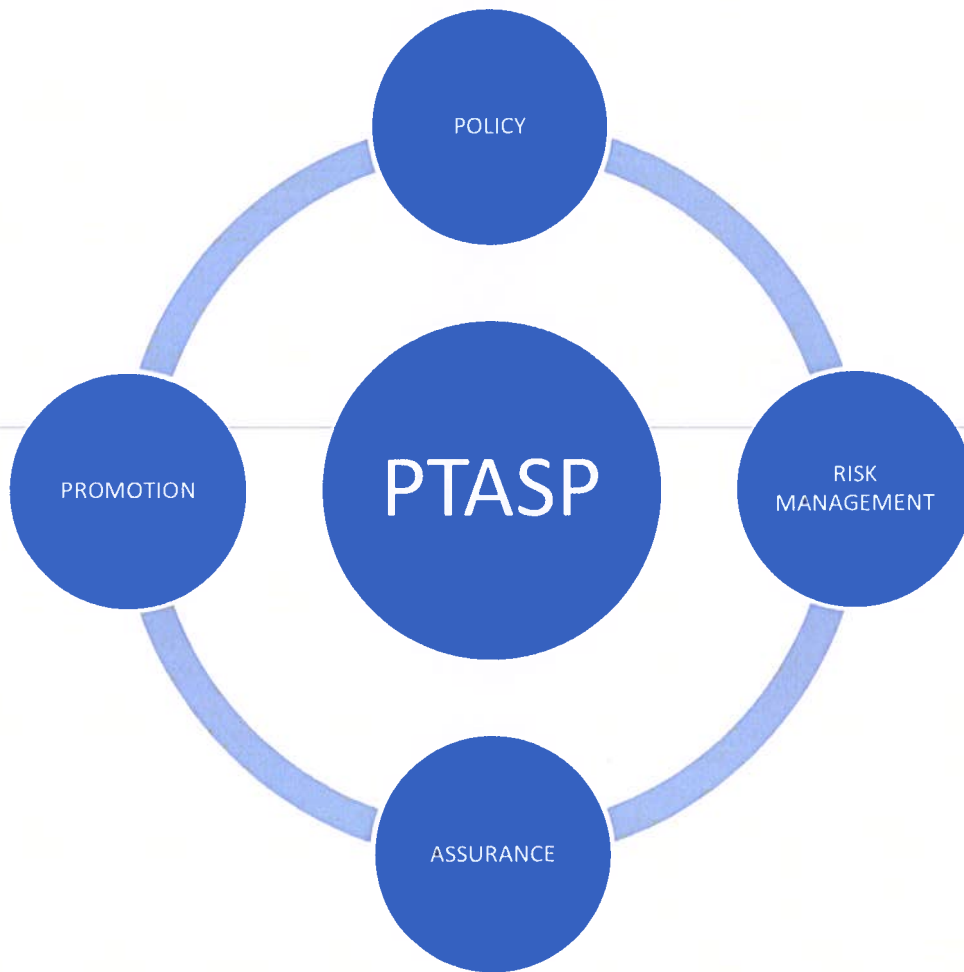 POLICY
PROMOTION
PTASP
RISK
MANAGEMENT
ASSURANCE